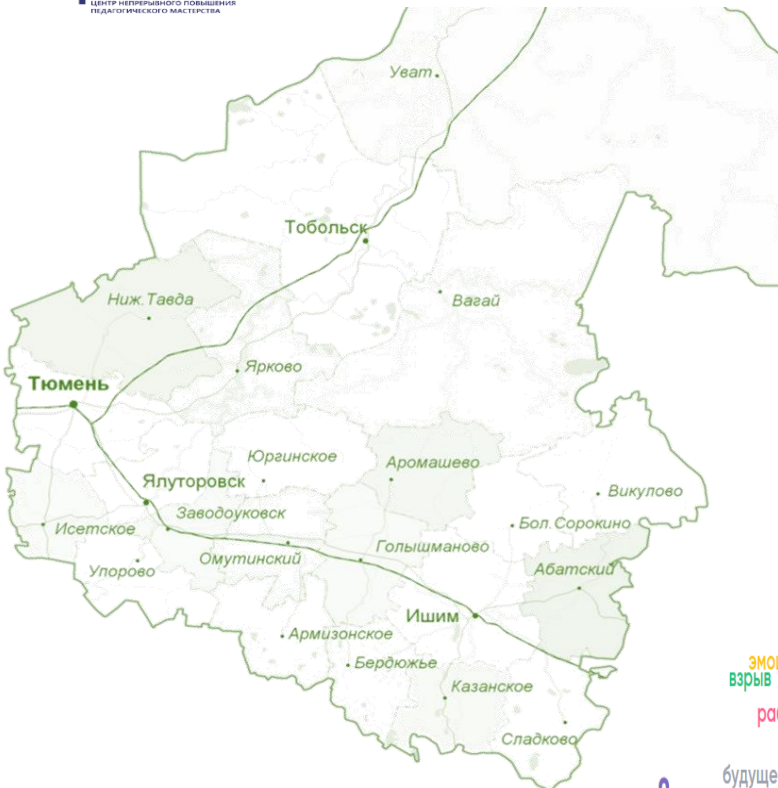 ЦЕНТР НЕПРЕРЫВНОГО ПОВЫШЕНИЯ
ПЕДАГОГИЧЕСКОГО МАСТЕРСТВА
Уват
Тобольск
Ниж.Тавда
Вагай
Ярково
Тюмень
Юргинское
Аромашево
Ялуторовск
Викулово
Заводоуковск
Бол.Сорокино
Исетское
Омутинский
Голышманово
Упорово
Абатский
Ишим
Армизонское
Бердюжье
Казанское
Сладково
взрыв